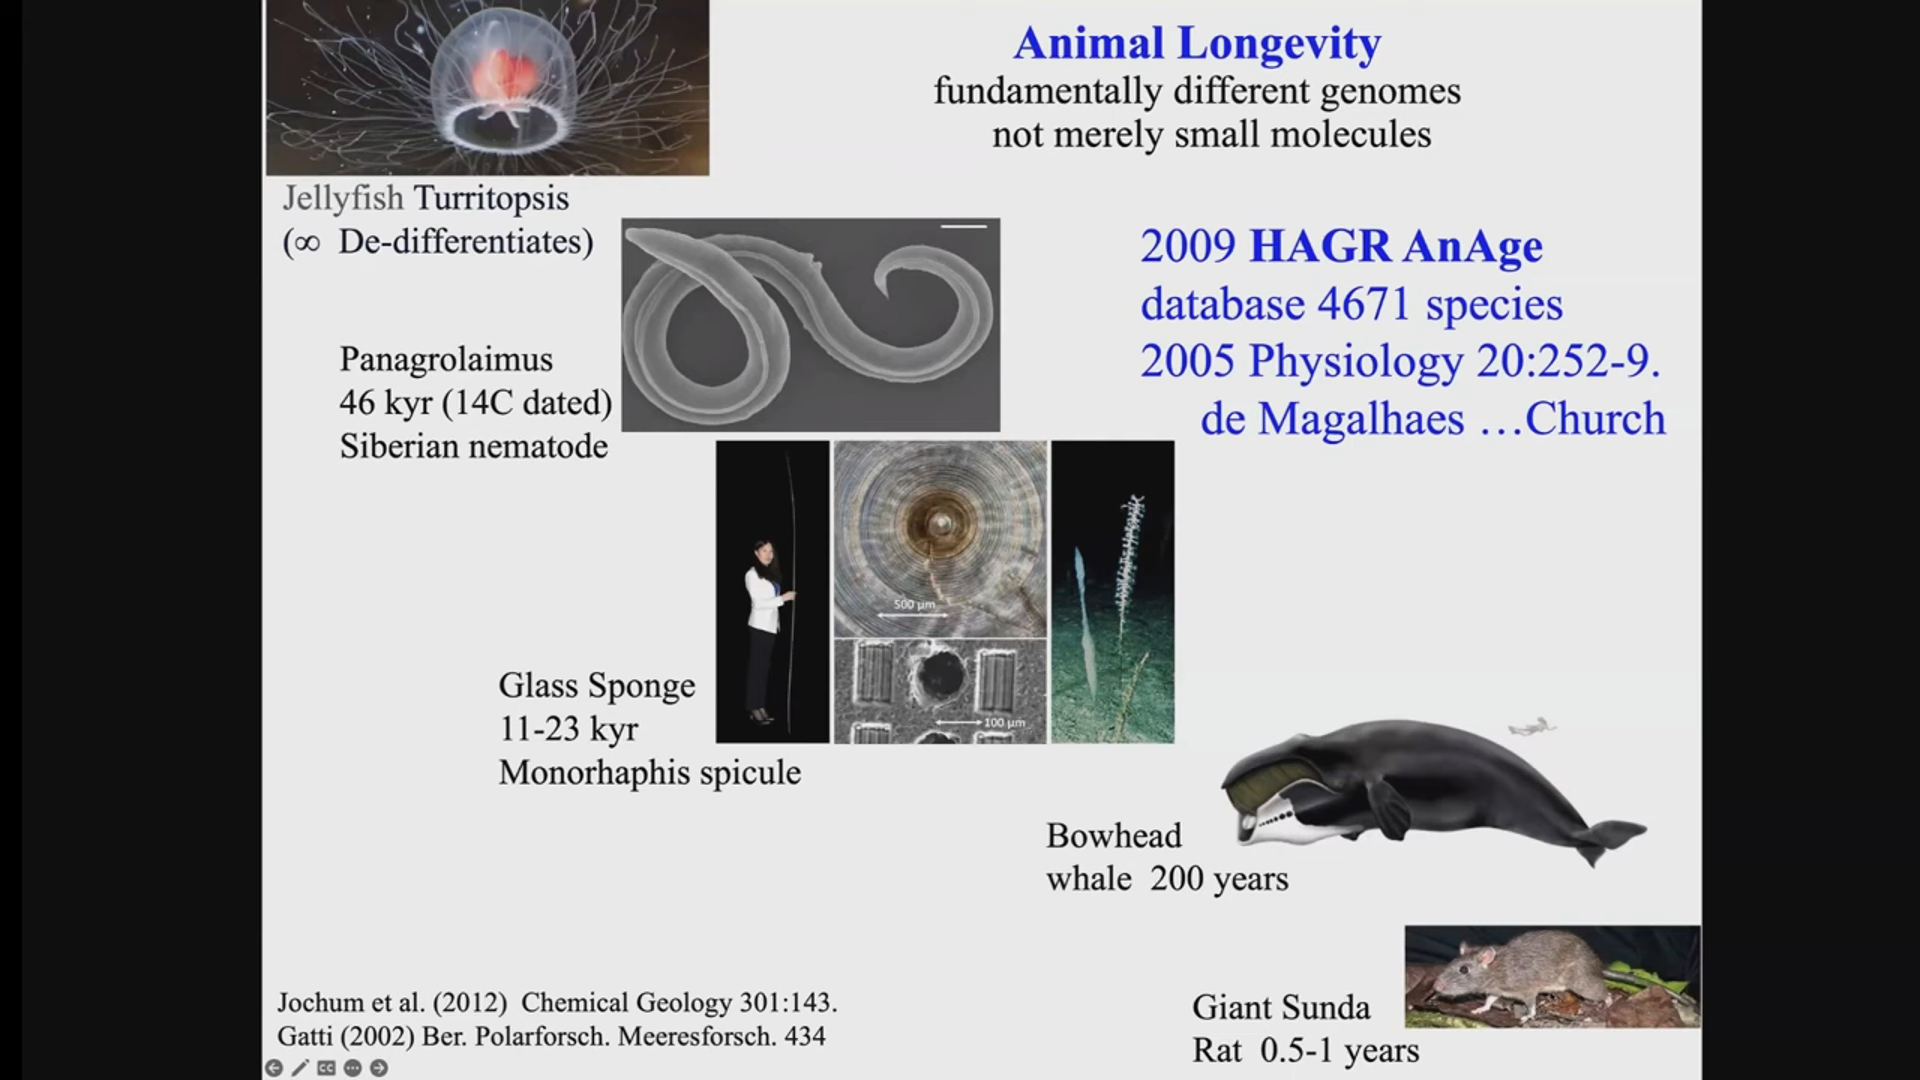 Animal Longevity
fundamentally different genomes
not merely small molecules
Jellyfish Turritopsis
(∞ De-differentiates)
2009 HAGR AnAge
database 4671 species
2005 Physiology 20:252-9.
de Magalhaes …Church
Panagrolaimus
46 kyr (14C dated)
Siberian nematode
500 µm
100 µm
Glass Sponge
11-23 kyr
Monorhaphis spicule
Bowhead
whale 200 years
Jochum et al. (2012) Chemical Geology 301:143.
Gatti (2002) Ber. Polarforsch. Meeresforsch. 434
Giant Sunda
Rat 0.5-1 years
CC